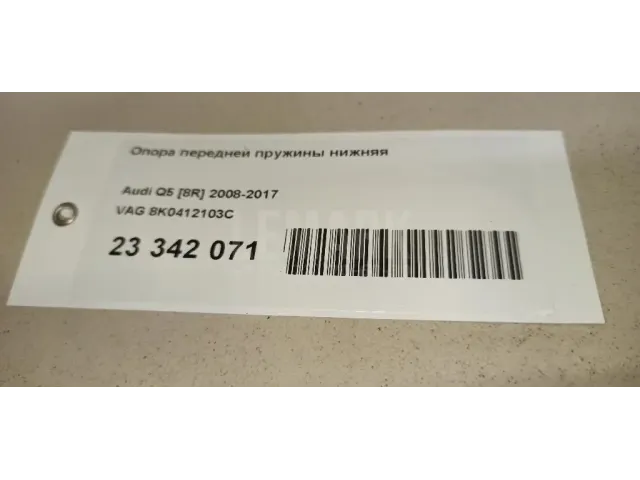 Опора передней пружины нижняя
Audi Q5 [8R] 2008-2017
VAG 8K0412103C
23 342 071